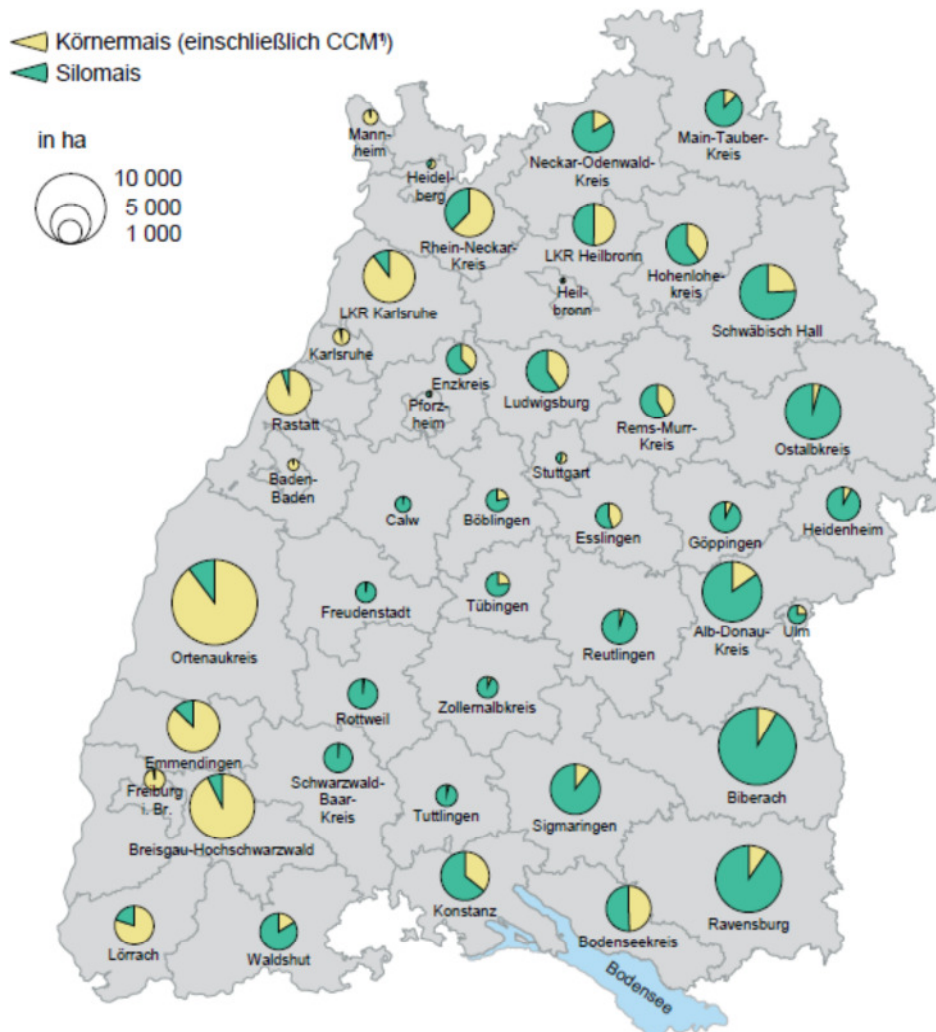 Körnermais (einschließlich CCM¹)
Silomais
in ha
10 000
5 000
1 000
Mann-
heim
Heidel-
berg
Neckar-Odenwald-
Kreis
Main-Tauber-
Kreis
Rhein-Neckar-
Kreis
LKR Heilbronn
Hohenlohe-
kreis
Heil-
bronn
LKR Karlsruhe
Schwäbisch Hall
Karlsruhe
Enzkreis
Pforz-
heim
Ludwigsburg
Rems-Murr-
Kreis
Ostalbkreis
Rastatt
Baden-
Baden
Stuttgart
Calw
Böblingen
Esslingen
Göppingen
Heidenheim
Ortenaukreis
Freudenstadt
Tübingen
Reutlingen
Alb-Donau-
Kreis
Ulm
Rottweil
Zollernalbkreis
Emmendingen
Freiburg
i. Br.
Breisgau-Hochschwarzwald
Schwarzwald-
Baar-
Kreis
Tuttlingen
Sigmaringen
Biberach
Konstanz
Bodenseekreis
Ravensburg
Lörrach
Waldshut
Bodensee